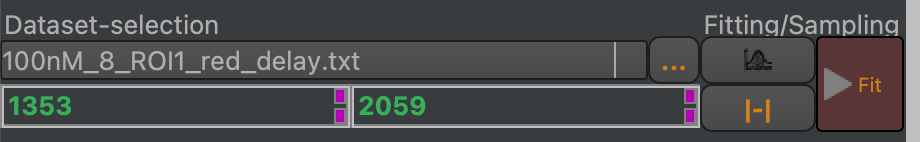 Dataset-selection Fitting/Sampling
100nM_8_ROI1_red_delay.txt ...
Fit
1353 2059 |-|